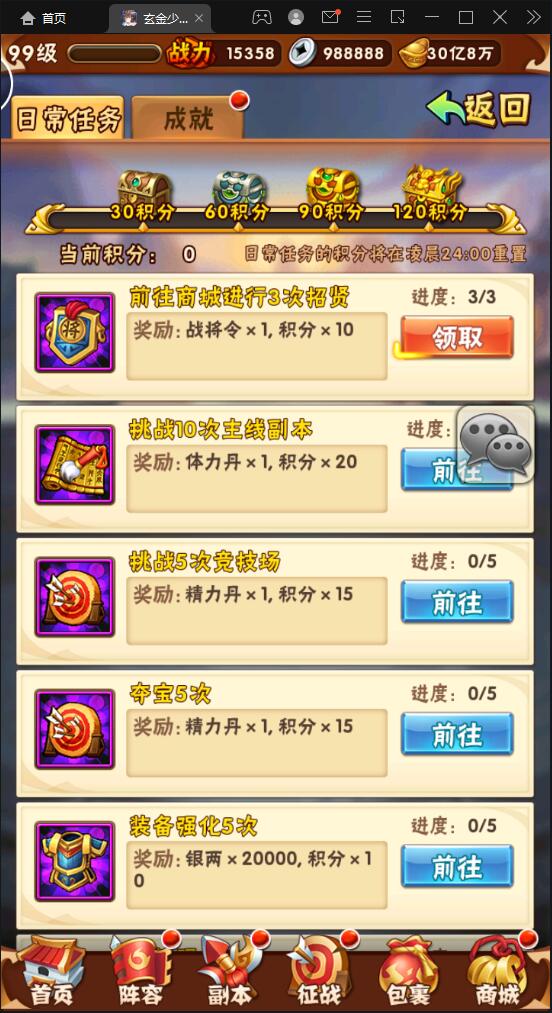 首页
玄金少...
99级
战力
15358
988888
30亿8万
日常任务
成就
返回
30积分
60积分
90积分
120积分
当前积分： 0
日常任务的积分将在凌晨24:00重置
前往商城进行3次招贤
进度： 3/3
将
奖励: 战将令×1, 积分×10
领取
挑战10次主线副本
进度:
奖励: 体力丹×1, 积分×20
前往
挑战5次竞技场
进度： 0/5
奖励: 精力丹×1, 积分×15
前往
夺宝5次
进度： 0/5
奖励: 精力丹×1, 积分×15
前往
装备强化5次
进度： 0/5
奖励: 银两×20000, 积分×1
0
前往
首页
阵容
副本
征战
包裹
商城